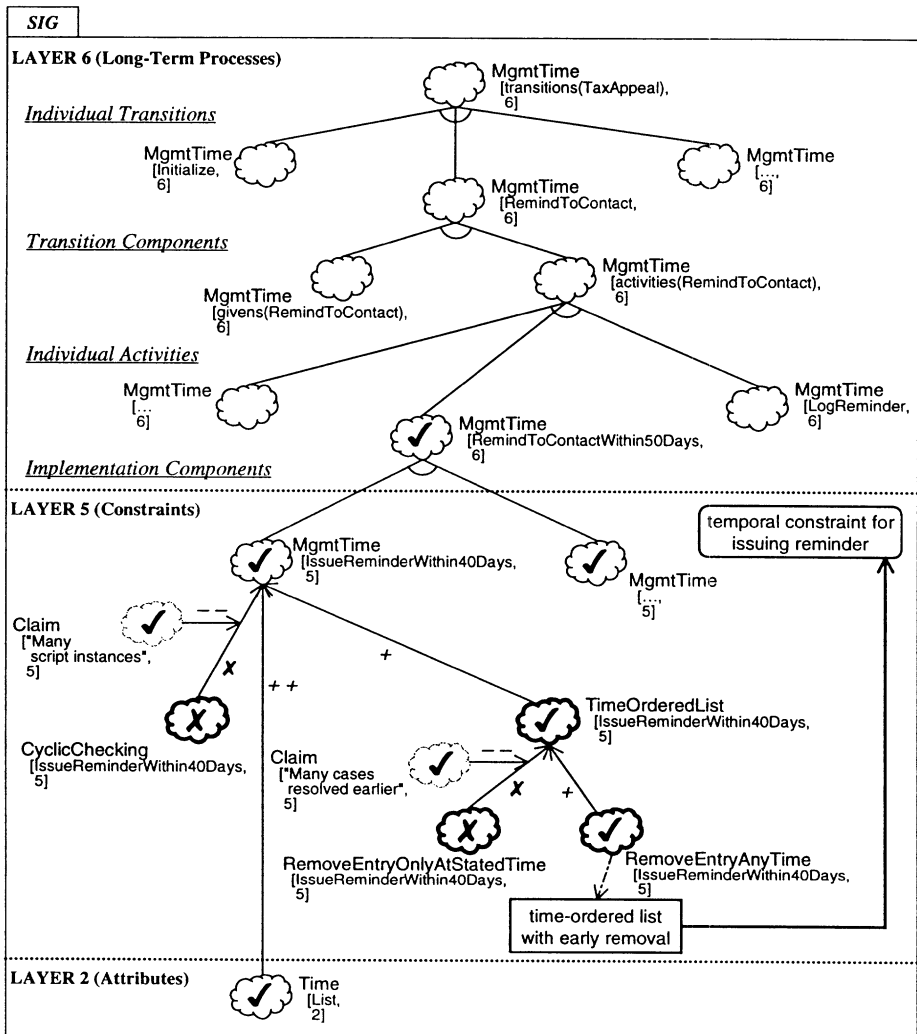 SIG
LAYER 6 (Long-Term Processes)
MgmtTime
[transitions(TaxAppeal),
6]
Individual Transitions
MgmtTime
[Initialize,
6]
MgmtTime
[...,
6]
MgmtTime
[RemindToContact,
6]
Transition Components
MgmtTime
[givens(RemindToContact),
6]
MgmtTime
[activities(RemindToContact),
6]
Individual Activities
MgmtTime
[...
6]
MgmtTime
[LogReminder,
6]
MgmtTime
[RemindToContactWithin50Days,
6]
Implementation Components
LAYER 5 (Constraints)
temporal constraint for
issuing reminder
MgmtTime
[IssueReminderWithin40Days,
5]
MgmtTime
[...,
5]
Claim
["Many
script instances",
5]
− −
✗
+ +
+
CyclicChecking
[IssueReminderWithin40Days,
5]
TimeOrderedList
[IssueReminderWithin40Days,
5]
Claim
["Many cases
resolved earlier",
5]
− −
✗
+
RemoveEntryOnlyAtStatedTime
[IssueReminderWithin40Days,
5]
RemoveEntryAnyTime
[IssueReminderWithin40Days,
5]
time-ordered list
with early removal
LAYER 2 (Attributes)
Time
[List,
2]